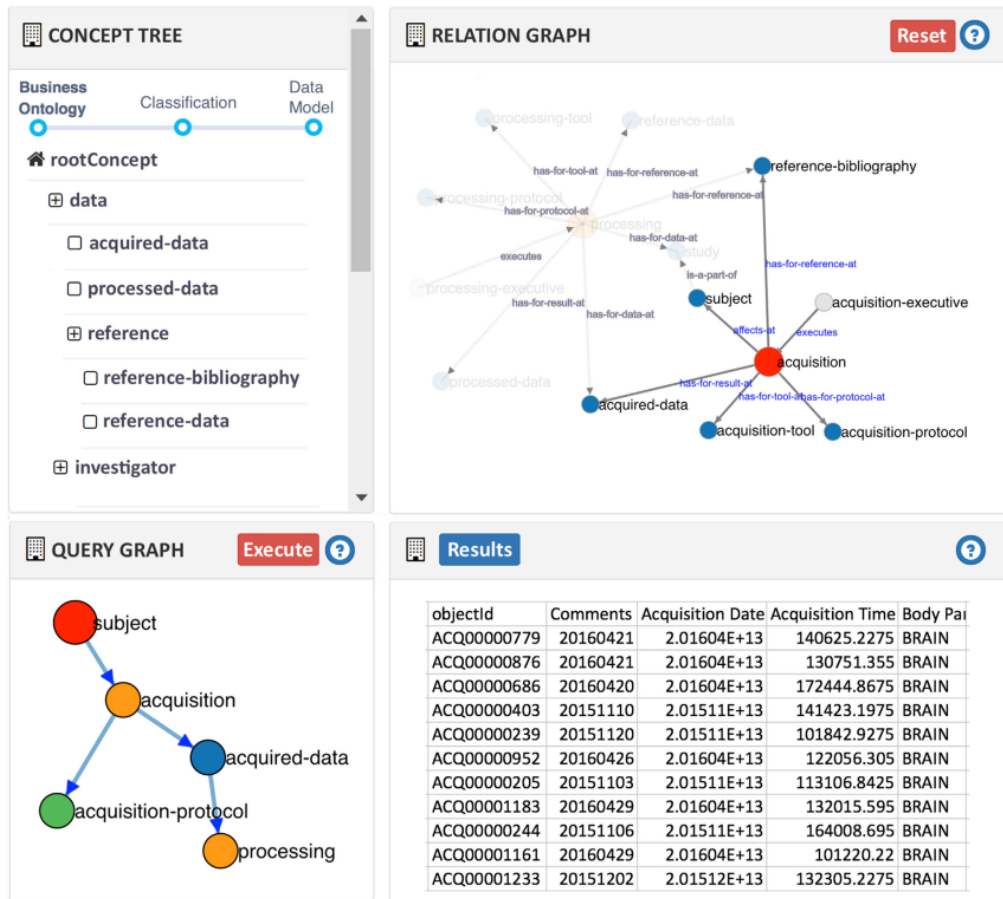 CONCEPT TREE
Business Ontology
Classification
Data Model
rootConcept
data
acquired-data
processed-data
reference
reference-bibliography
reference-data
investigator
RELATION GRAPH
Reset
?
processing-tool
reference-data
reference-bibliography
has-for-tool-at
has-for-reference-at
processing-protocol
has-for-reference-at
has-for-protocol-at
processing
has-for-data-at
study
executes
has-for-reference-at
is-a-part-of
processing-executive
subject
acquisition-executive
has-for-result-at
has-for-data-at
affects-at
executes
acquisition
processed-data
has-for-result-at
acquired-data
has-for-tool-at
has-for-protocol-at
acquisition-tool
acquisition-protocol
QUERY GRAPH
Execute
?
subject
acquisition
acquired-data
acquisition-protocol
processing
Results
?
objectId Comments Acquisition Date Acquisition Time Body Pa
ACQ00000779 20160421 2.01604E+13 140625.2275 BRAIN
ACQ00000876 20160421 2.01604E+13 130751.355 BRAIN
ACQ00000686 20160420 2.01604E+13 172444.8675 BRAIN
ACQ00000403 20151110 2.01511E+13 141423.1975 BRAIN
ACQ00000239 20151120 2.01511E+13 101842.9275 BRAIN
ACQ00000952 20160426 2.01604E+13 122056.305 BRAIN
ACQ00000205 20151103 2.01511E+13 113106.8425 BRAIN
ACQ00001183 20160429 2.01604E+13 132015.595 BRAIN
ACQ00000244 20151106 2.01511E+13 164008.695 BRAIN
ACQ00001161 20160429 2.01604E+13 101220.22 BRAIN
ACQ00001233 20151202 2.01512E+13 132305.2275 BRAIN